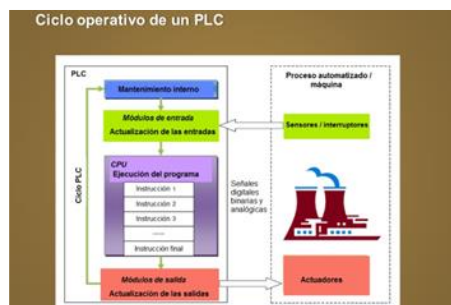 Ciclo operativo de un PLC
PLC
Mantenimiento interno
Módulos de entrada
Actualización de las entradas
CPU
Ejecución del programa
Instrucción 1
Instrucción 2
Instrucción 3
......
Instrucción final
Módulos de salida
Actualización de las salidas
Ciclo PLC
Señales
digitales
binarias y
analógicas
Proceso automatizado /
máquina
Sensores / interruptores
Actuadores